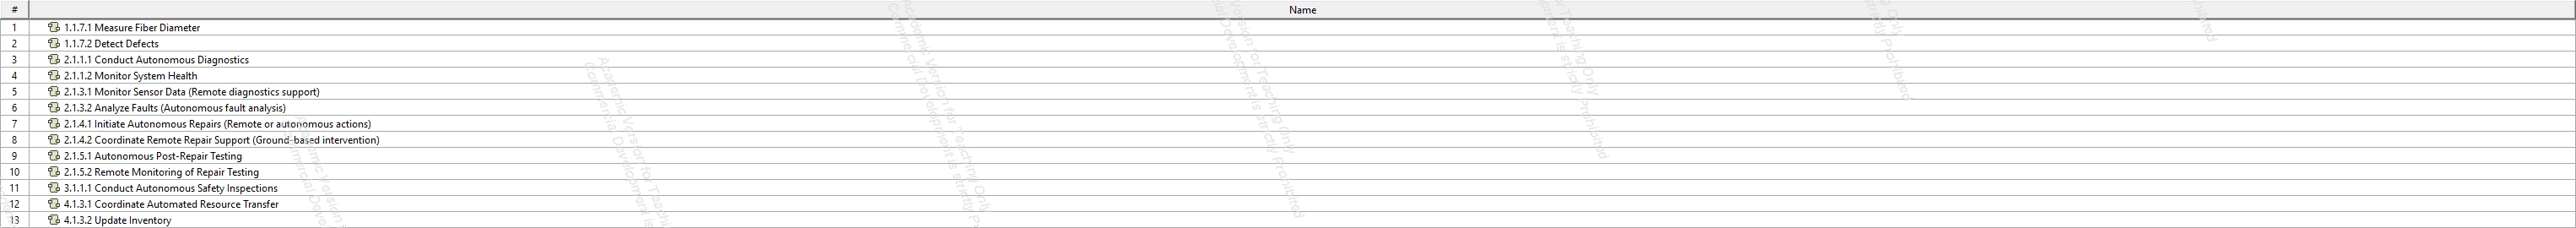 # Name
1 1.1.7.1 Measure Fiber Diameter
2 1.1.7.2 Detect Defects
3 2.1.1.1 Conduct Autonomous Diagnostics
4 2.1.1.2 Monitor System Health
5 2.1.3.1 Monitor Sensor Data (Remote diagnostics support)
6 2.1.3.2 Analyze Faults (Autonomous fault analysis)
7 2.1.4.1 Initiate Autonomous Repairs (Remote or autonomous actions)
8 2.1.4.2 Coordinate Remote Repair Support (Ground-based intervention)
9 2.1.5.1 Autonomous Post-Repair Testing
10 2.1.5.2 Remote Monitoring of Repair Testing
11 3.1.1.1 Conduct Autonomous Safety Inspections
12 4.1.3.1 Coordinate Automated Resource Transfer
13 4.1.3.2 Update Inventory
Academic Version for Teaching Only
Commercial Development is strictly Prohibited